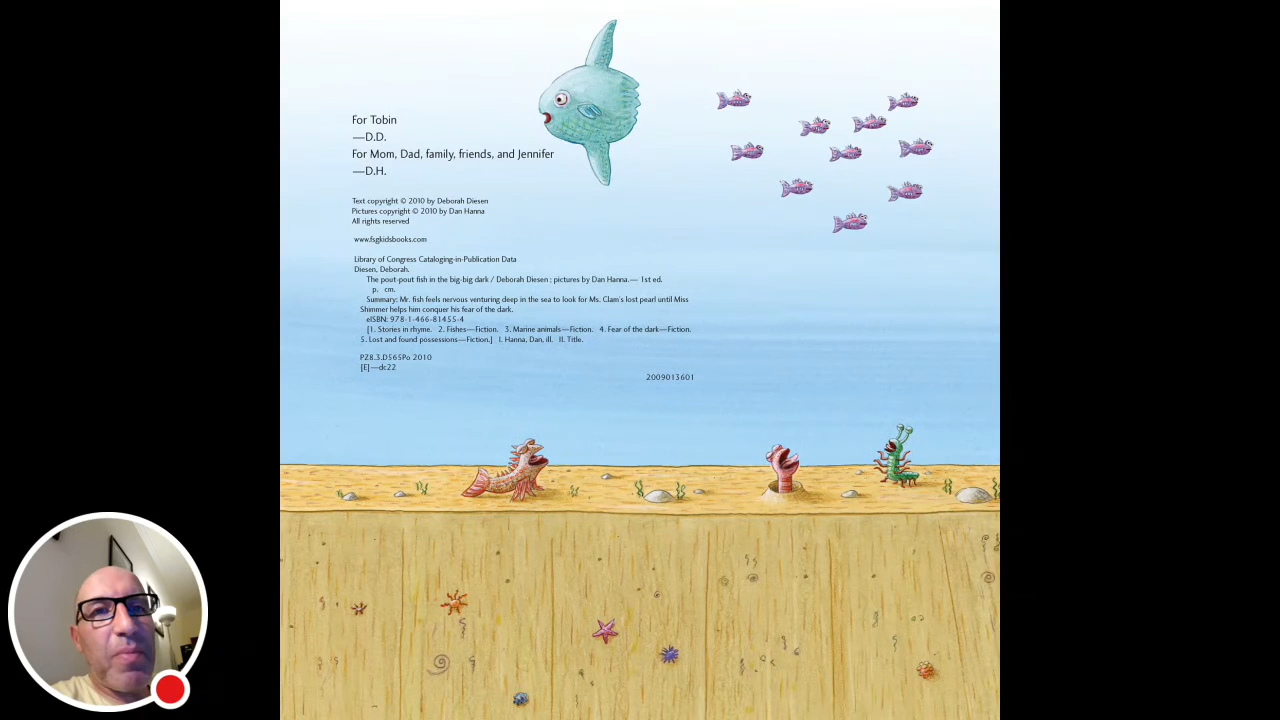 For Tobin
—D.D.
For Mom, Dad, family, friends, and Jennifer
—D.H.
Text copyright © 2010 by Deborah Diesen
Pictures copyright © 2010 by Dan Hanna
All rights reserved
www.fsgkidsbooks.com
Library of Congress Cataloging-in-Publication Data
Diesen, Deborah.
The pout-pout fish in the big-big dark / Deborah Diesen ; pictures by Dan Hanna.— 1st ed.
p. cm.
Summary: Mr. fish feels nervous venturing deep in the sea to look for Ms. Clam's lost pearl until Miss
Shimmer helps him conquer his fear of the dark.
eISBN: 978-1-466-81455-4
[1. Stories in rhyme. 2. Fishes—Fiction. 3. Marine animals—Fiction. 4. Fear of the dark—Fiction.
5. Lost and found possessions—Fiction.] I. Hanna, Dan, ill. II. Title.
PZ8.3.D565Po 2010
[E]—dc22
2009013601